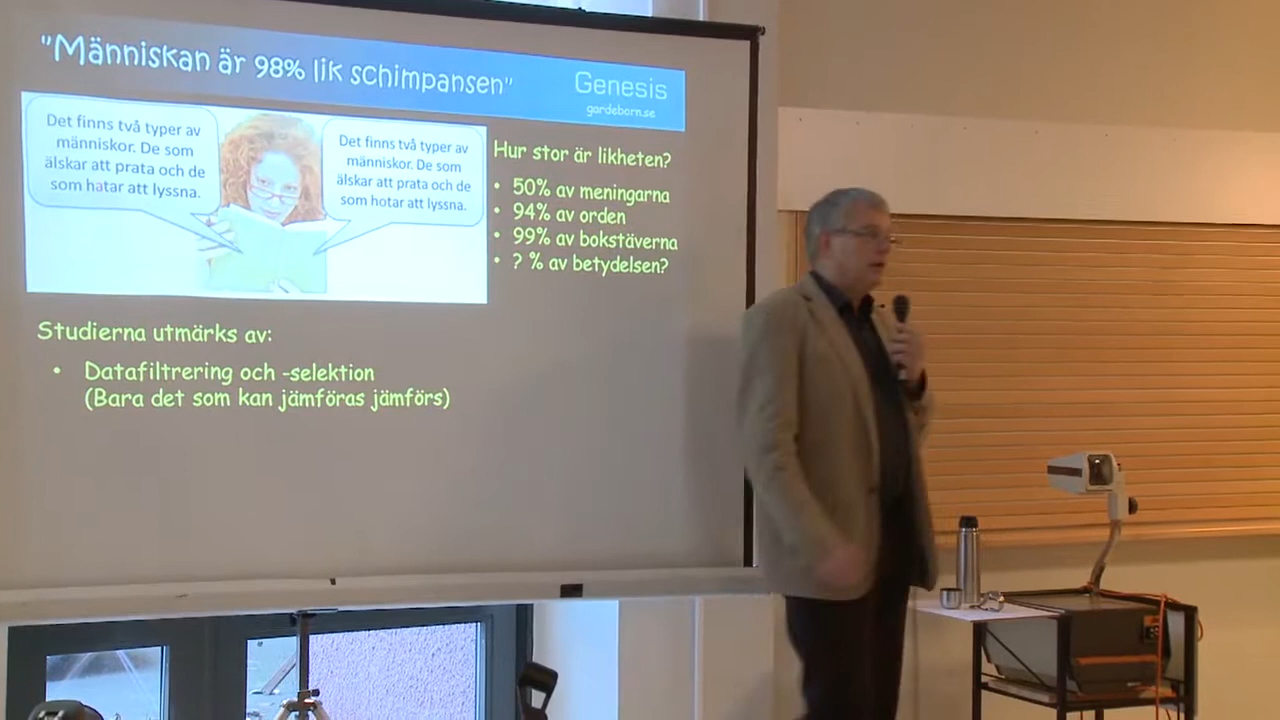 "Människan är 98% lik schimpansen"
Genesis
gardeborn.se
Det finns två typer av
människor. De som
älskar att prata och de
som hatar att lyssna.
Det finns två typer av
människor. De som
älskar att prata och de
som hotar att lyssna.
Hur stor är likheten?
• 50% av meningarna
• 94% av orden
• 99% av bokstäverna
• ? % av betydelsen?
Studierna utmärks av:
• Datafiltrering och -selektion
(Bara det som kan jämföras jämförs)